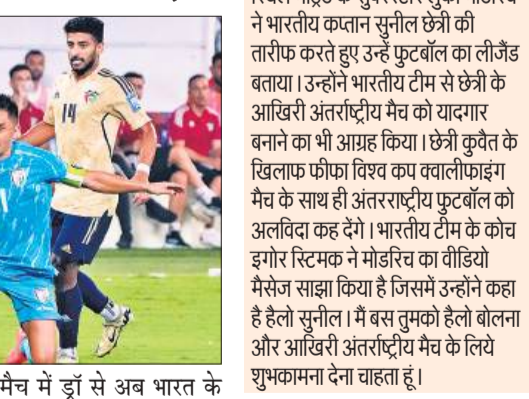 ने भारतीय कप्तान सुनील छेत्री की
तारीफ करते हुए उन्हें फुटबॉल का लीजेंड
बताया। उन्होंने भारतीय टीम से छेत्री के
आखिरी अंतर्राष्ट्रीय मैच को यादगार
बनाने का भी आग्रह किया। छेत्री कुवैत के
खिलाफ फीफा विश्व कप क्वालीफाइंग
मैच के साथ ही अंतरराष्ट्रीय फुटबॉल को
अलविदा कह देंगे। भारतीय टीम के कोच
इगोर स्टिमक ने मोडरिच का वीडियो
मैसेज साझा किया है जिसमें उन्होंने कहा
है हैलो सुनील। मैं बस तुमको हैलो बोलना
और आखिरी अंतर्राष्ट्रीय मैच के लिये
शुभकामना देना चाहता हूं।
14
मैच में ड्रॉ से अब भारत के